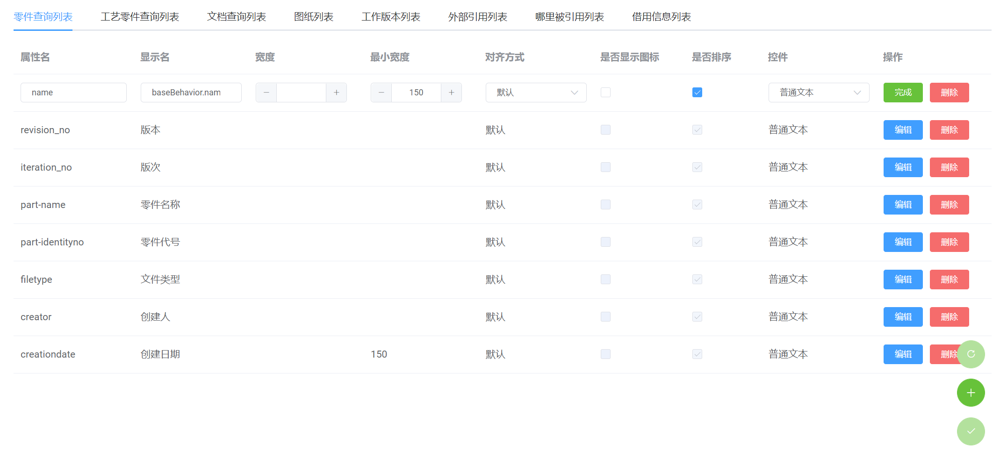 零件查询列表 工艺零件查询列表 文档查询列表 图纸列表 工作版本列表 外部引用列表 哪里被引用列表 借用信息列表
属性名 显示名 宽度 最小宽度 对齐方式 是否显示图标 是否排序 控件 操作
name baseBehavior.nam 150 默认 普通文本 完成 删除
revision_no 版本 默认 普通文本 编辑 删除
iteration_no 版次 默认 普通文本 编辑 删除
part-name 零件名称 默认 普通文本 编辑 删除
part-identityno 零件代号 默认 普通文本 编辑 删除
filetype 文件类型 默认 普通文本 编辑 删除
creator 创建人 默认 普通文本 编辑 删除
creationdate 创建日期 150 默认 普通文本 编辑 删除